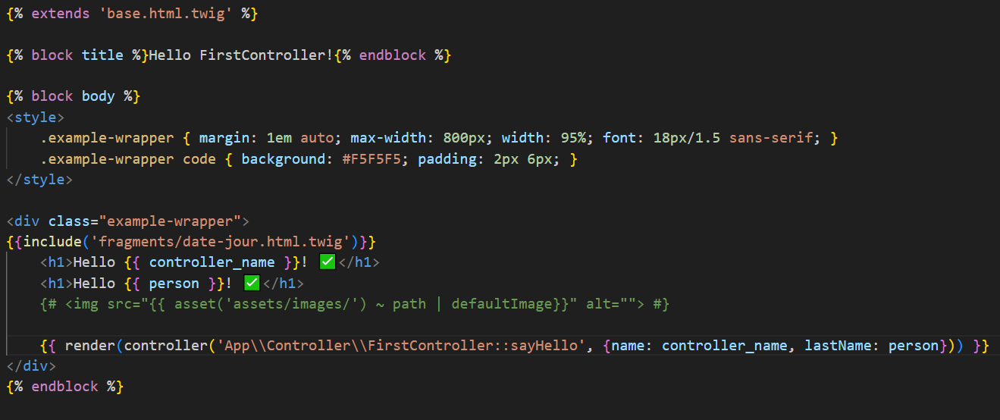 {% extends 'base.html.twig' %}
{% block title %}Hello FirstController!{% endblock %}
{% block body %}
<style>
    .example-wrapper { margin: 1em auto; max-width: 800px; width: 95%; font: 18px/1.5 sans-serif; }
    .example-wrapper code { background: #F5F5F5; padding: 2px 6px; }
</style>
<div class="example-wrapper">
{{include('fragments/date-jour.html.twig')}}
    <h1>Hello {{ controller_name }}! ✅</h1>
    <h1>Hello {{ person }}! ✅</h1>
    {# <img src="{{ asset('assets/images/') ~ path | defaultImage}}" alt=""> #}
    {{ render(controller('App\\Controller\\FirstController::sayHello', {name: controller_name, lastName: person})) }}
</div>
{% endblock %}